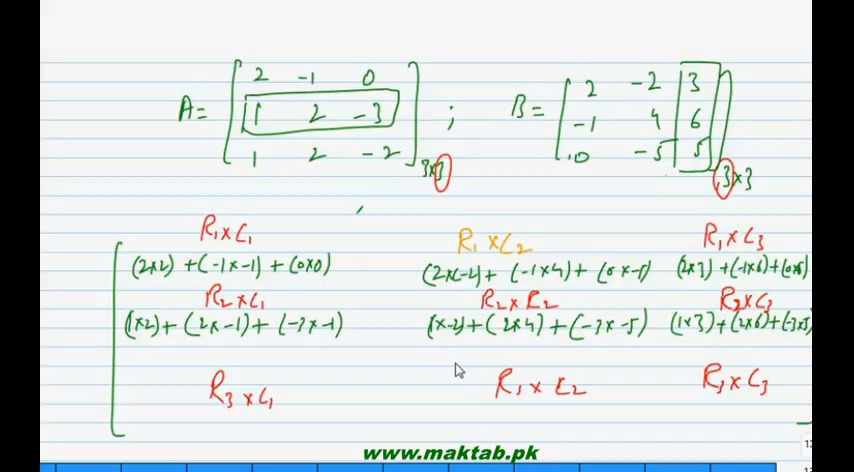 2 -1 0
A= 1 2 -3 ;
1 2 -2 3×3
2 -2 3
B= -1 4 6
0 -5 5 3×3
R1×C1 R1×C2 R1×C3
(2×2) +(-1×-1) + (0×0) (2×-2)+ (-1×4)+ (0×-5) (2×3) +(-1×6)+(0×5)
R2×C1 R2×C2 R2×C3
(1×2)+ (2×-1)+ (-3×-1) (1×-2)+(2×4)+(-3×-5) (1×3)+(2×6)+(-3×5)
R3×C1 R3×C2 R3×C3
www.maktab.pk